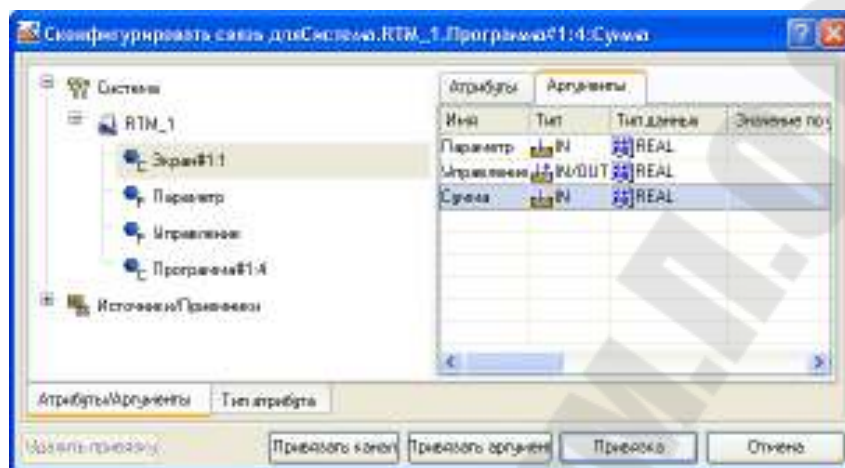 Сконфигурировать связь дляСистема.RTM_1.Программа#1:4:Сумма
Система
RTM_1
Экран#1:1
Параметр
Управление
Программа#1:4
Источники/Приемники
Атрибуты Аргументы
Имя Тип Тип данных Значение по у
Параметр IN REAL
Управление IN/OUT REAL
Сумма IN REAL
Атрибуты/Аргументы Тип атрибута
Удалить привязку Привязать канал Привязать аргумент Привязка Отмена
М.П.О